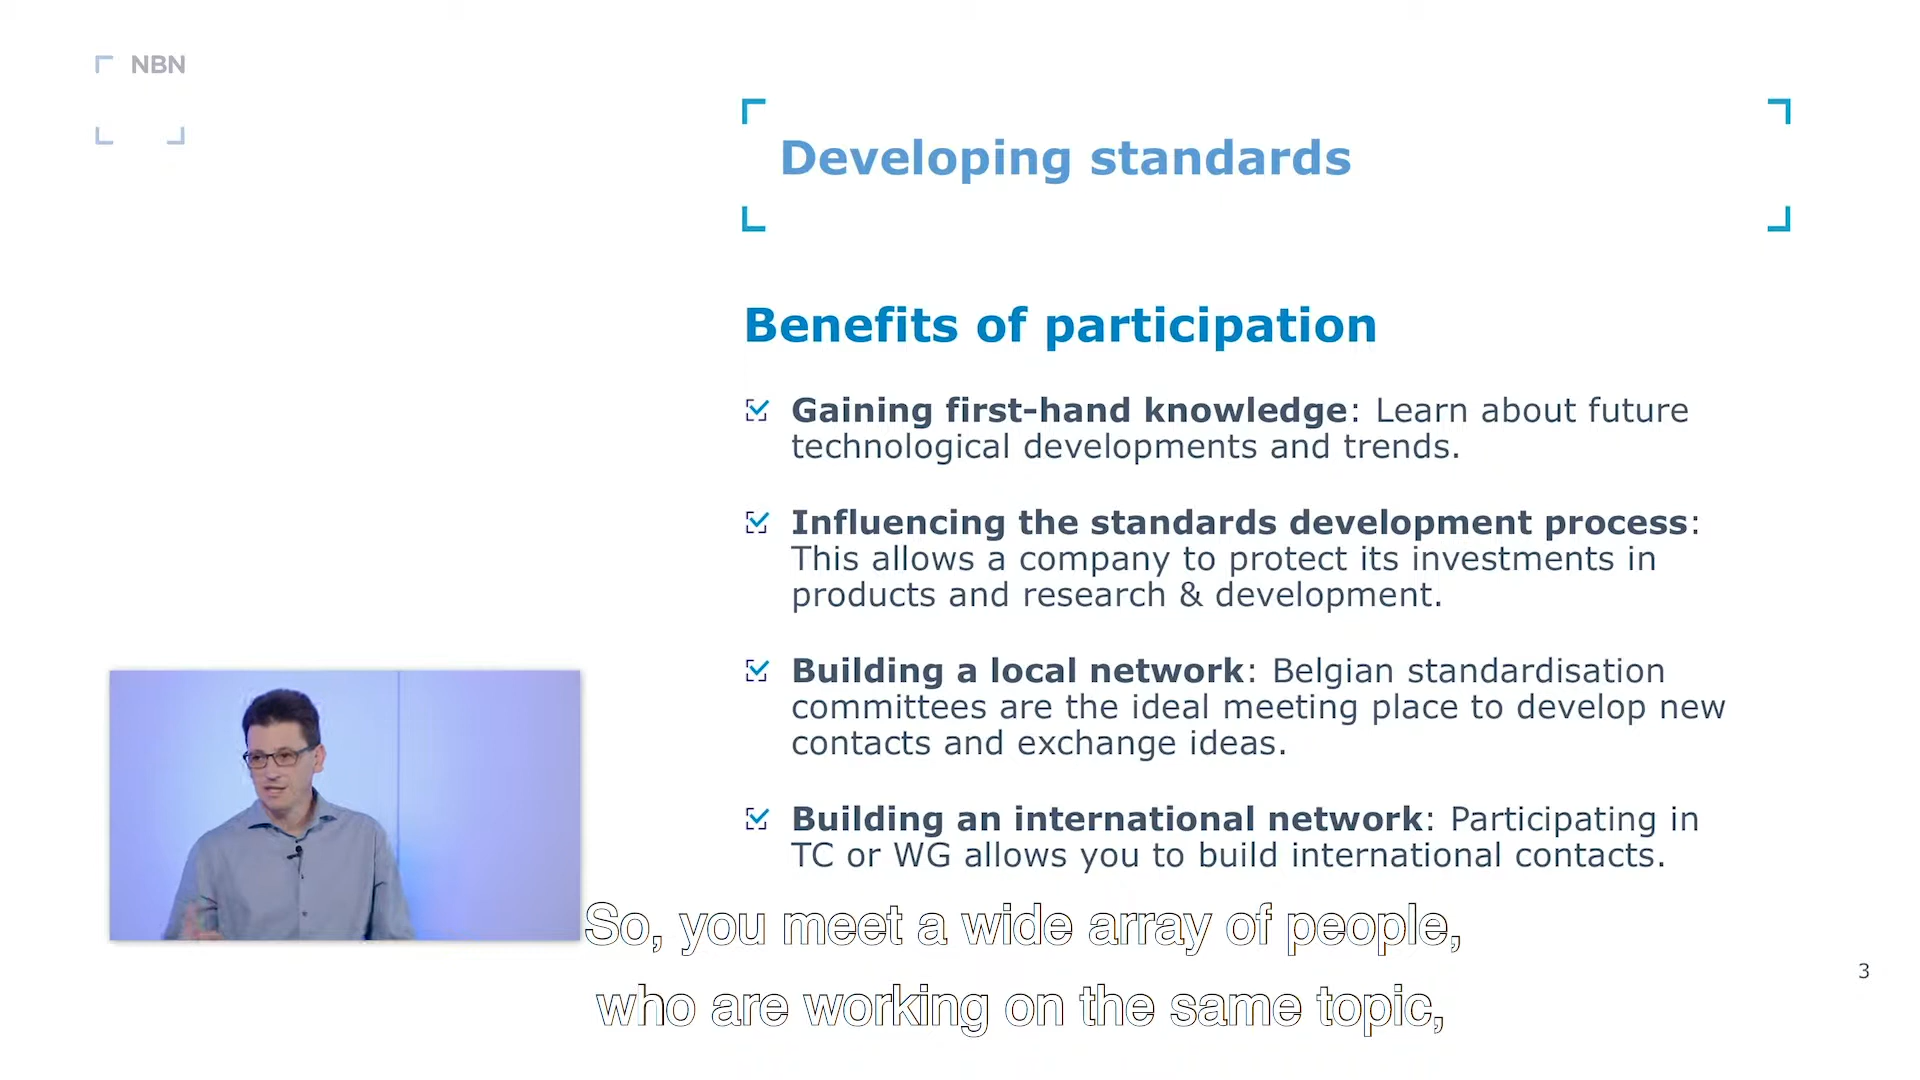 NBN
Developing standards
Benefits of participation
Gaining first-hand knowledge: Learn about future
technological developments and trends.
Influencing the standards development process:
This allows a company to protect its investments in
products and research & development.
Building a local network: Belgian standardisation
committees are the ideal meeting place to develop new
contacts and exchange ideas.
Building an international network: Participating in
TC or WG allows you to build international contacts.
So, you meet a wide array of people,
who are working on the same topic,
3